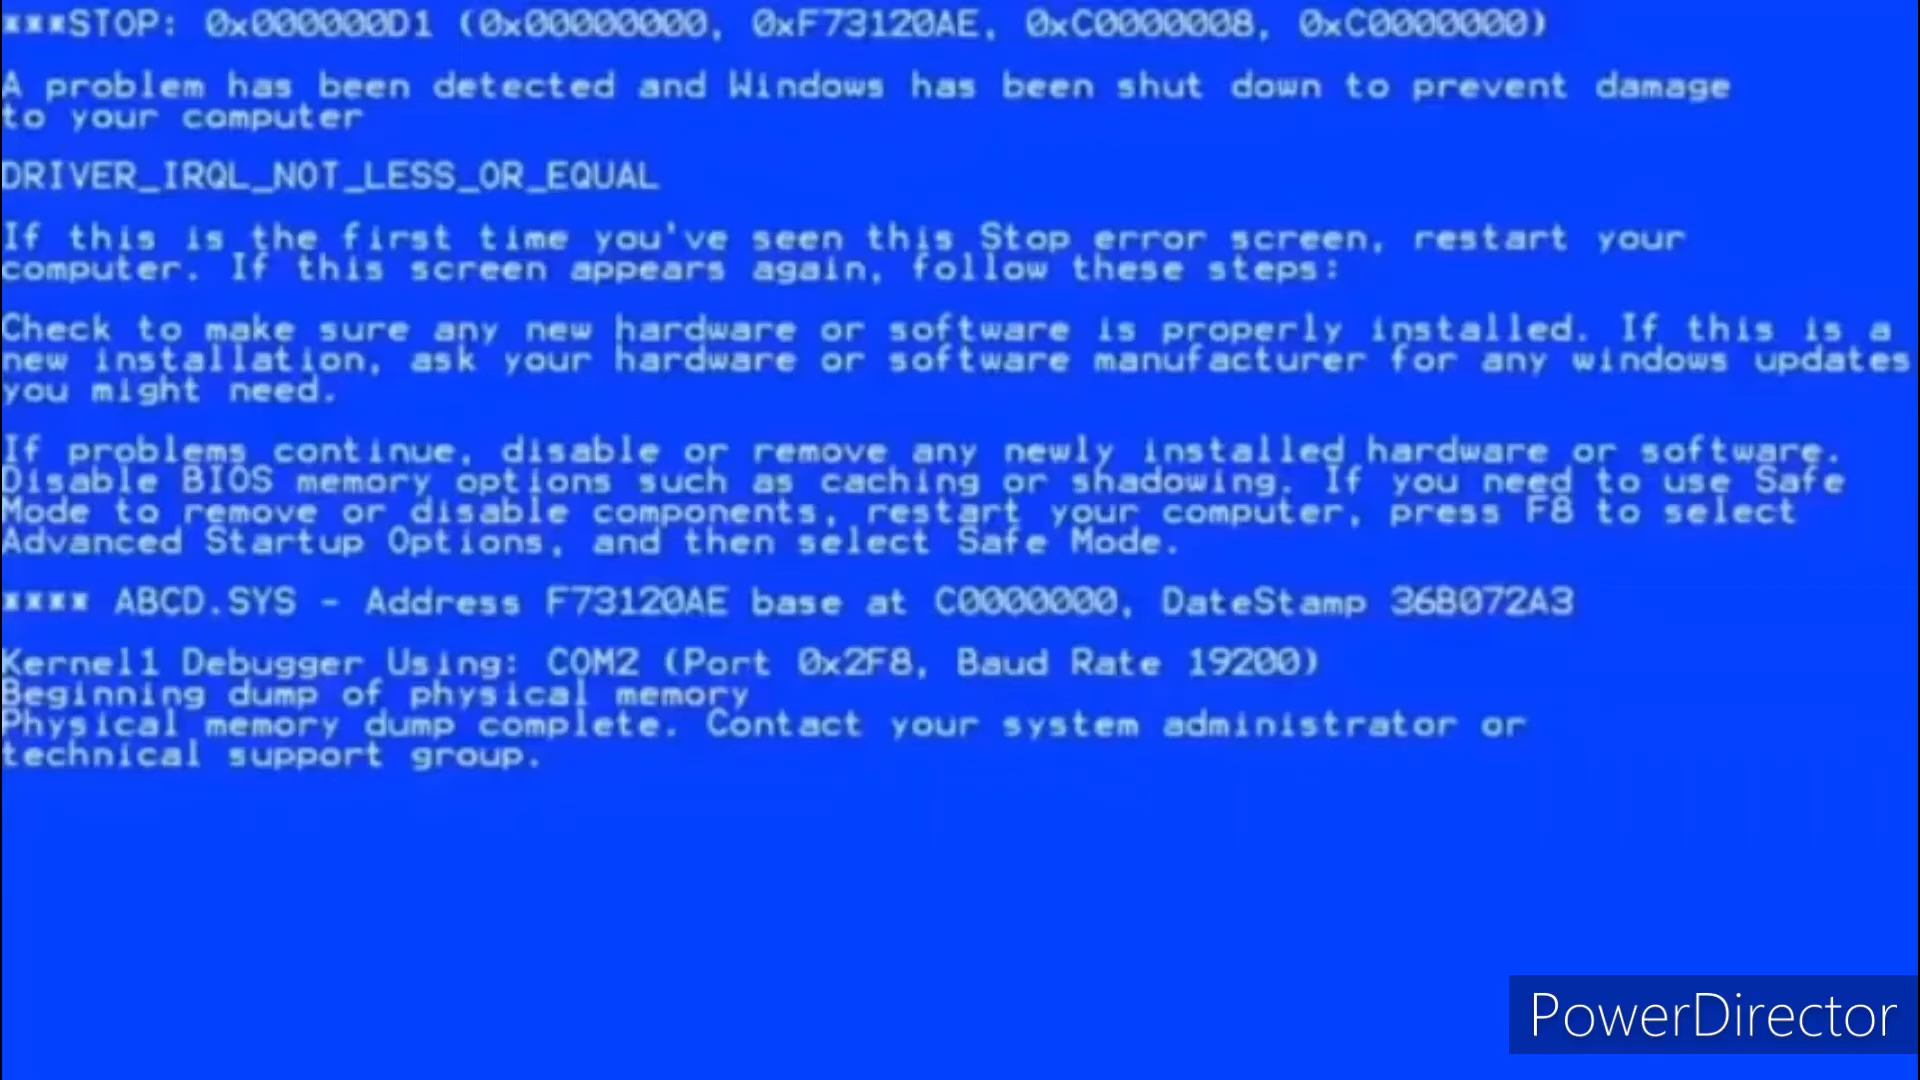 ***STOP: 0x000000D1 (0x00000000, 0xF73120AE, 0xC0000008, 0xC0000000)
A problem has been detected and Windows has been shut down to prevent damage
to your computer
DRIVER_IRQL_NOT_LESS_OR_EQUAL
If this is the first time you've seen this Stop error screen, restart your
computer. If this screen appears again, follow these steps:
Check to make sure any new hardware or software is properly installed. If this is a
new installation, ask your hardware or software manufacturer for any windows updates
you might need.
If problems continue, disable or remove any newly installed hardware or software.
Disable BIOS memory options such as caching or shadowing. If you need to use Safe
Mode to remove or disable components, restart your computer, press F8 to select
Advanced Startup Options, and then select Safe Mode.
**** ABCD.SYS - Address F73120AE base at C0000000, DateStamp 36B072A3
Kernel1 Debugger Using: COM2 (Port 0x2F8, Baud Rate 19200)
Beginning dump of physical memory
Physical memory dump complete. Contact your system administrator or
technical support group.
PowerDirector